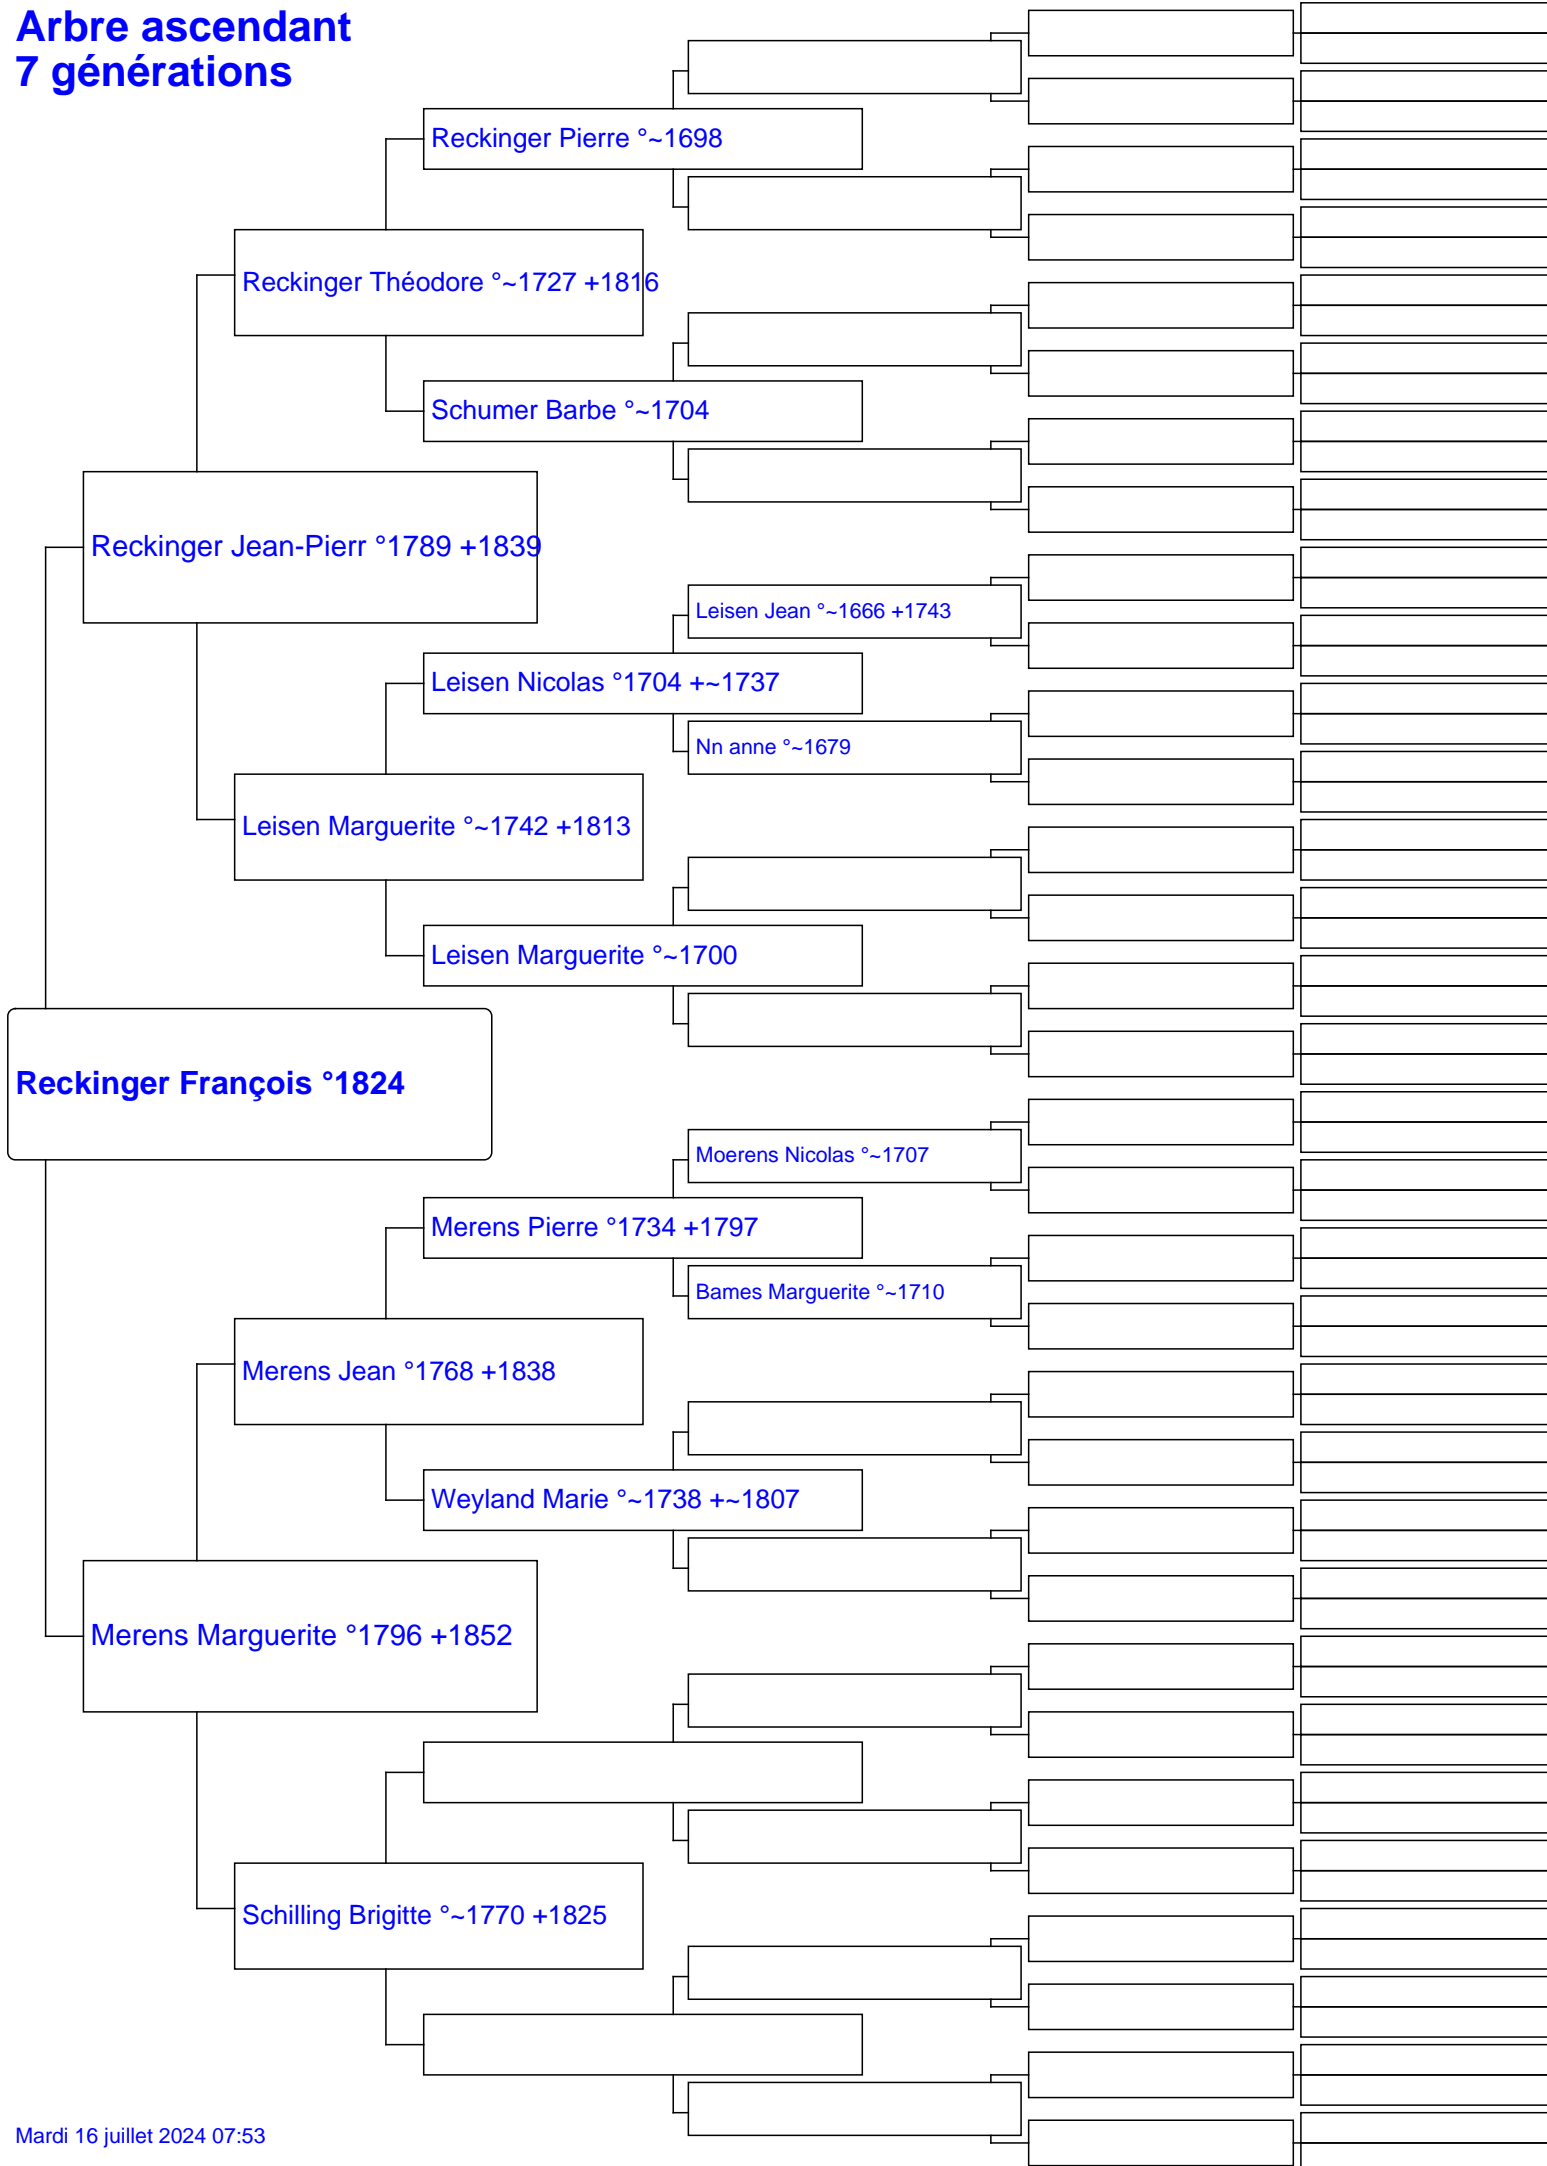 Arbre ascendant
7 générations
Reckinger Pierre °~1698
Reckinger Théodore °~1727 +1816
Schumer Barbe °~1704
Reckinger Jean-Pierr °1789 +1839
Leisen Jean °~1666 +1743
Leisen Nicolas °1704 +~1737
Nn anne °~1679
Leisen Marguerite °~1742 +1813
Leisen Marguerite °~1700
Reckinger François °1824
Moerens Nicolas °~1707
Merens Pierre °1734 +1797
Bames Marguerite °~1710
Merens Jean °1768 +1838
Weyland Marie °~1738 +~1807
Merens Marguerite °1796 +1852
Schilling Brigitte °~1770 +1825
Mardi 16 juillet 2024 07:53